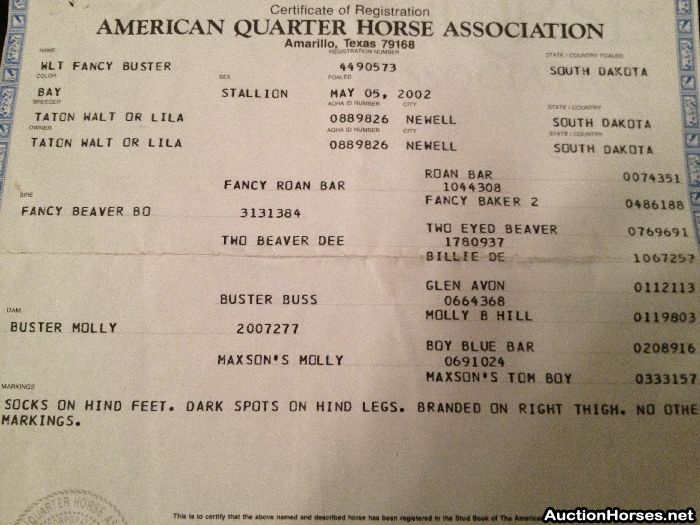 Certificate of Registration
AMERICAN QUARTER HORSE ASSOCIATION
Amarillo, Texas 79168
NAME REGISTRATION NUMBER STATE / COUNTRY FOALED
WLT FANCY BUSTER 4490573 SOUTH DAKOTA
COLOR SEX FOALED
BAY STALLION MAY 05, 2002
BREEDER AQHA ID NUMBER CITY STATE / COUNTRY
TATON WALT OR LILA 0889826 NEWELL SOUTH DAKOTA
OWNER AQHA ID NUMBER CITY STATE / COUNTRY
TATON WALT OR LILA 0889826 NEWELL SOUTH DAKOTA
ROAN BAR 0074351
FANCY ROAN BAR 1044308
SIRE FANCY BAKER 2 0486188
FANCY BEAVER BO 3131384
TWO EYED BEAVER 0769691
TWO BEAVER DEE 1780937
BILLIE DE 1067257
GLEN AVON 0112113
BUSTER BUSS 0664368
DAM MOLLY B HILL 0119803
BUSTER MOLLY 2007277
BOY BLUE BAR 0208916
MAXSON'S MOLLY 0691024
MAXSON'S TOM BOY 0333157
MARKINGS
SOCKS ON HIND FEET. DARK SPOTS ON HIND LEGS. BRANDED ON RIGHT THIGH. NO OTHE
MARKINGS.
QUARTER HORSE
This is to certify that the above named and described horse has been registered in the Stud Book of The American
AuctionHorses.net